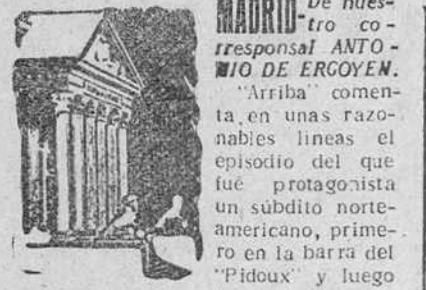 MADRID- De nues-
tro co-
rresponsal ANTO-
NIO DE ERGOYEN.
"Arriba" comen-
ta en unas razo-
nables lineas el
episodio del que
fué protagonista
un súbdito norte-
americano, prime-
ro en la barra del
"Pidoux" y luego